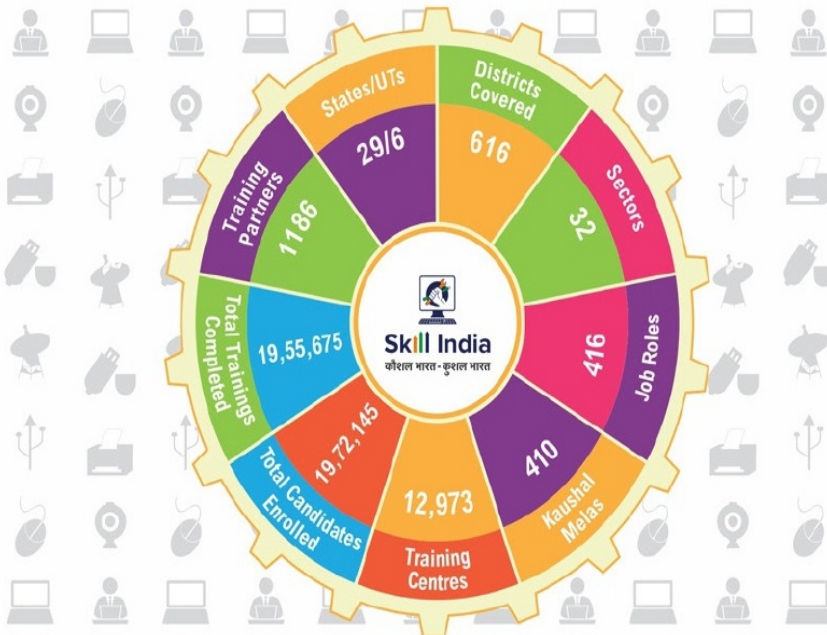 States/UTs
29/6
Districts
Covered
616
Sectors
32
Job Roles
416
Kaushal
Melas
410
Training
Centres
12,973
Total Candidates
Enrolled
19,72,145
Total Trainings
Completed
19,55,675
Training
Partners
1186
Skill India
कौशल भारत - कुशल भारत